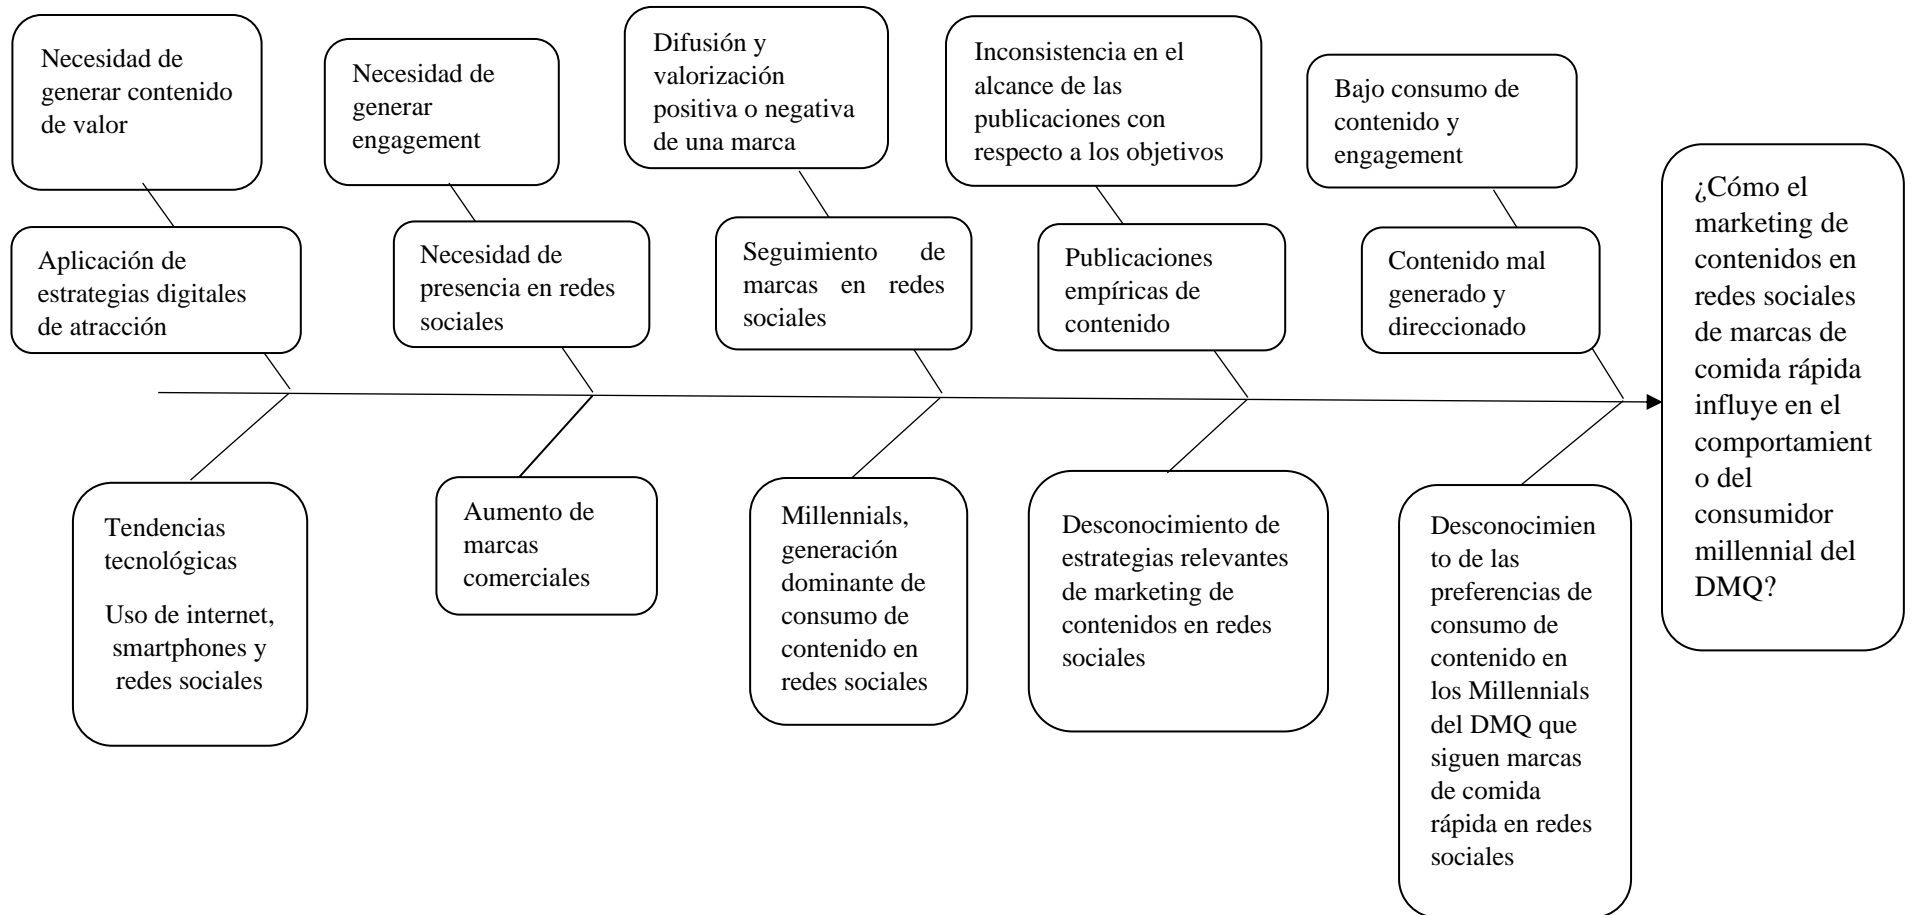 Necesidad de
generar contenido
de valor
Necesidad de
generar
engagement
Difusión y
valorización
positiva o negativa
de una marca
Inconsistencia en el
alcance de las
publicaciones con
respecto a los objetivos
Bajo consumo de
contenido y
engagement
Aplicación de
estrategias digitales
de atracción
Necesidad de
presencia en redes
sociales
Seguimiento de
marcas en redes
sociales
Publicaciones
empíricas de
contenido
Contenido mal
generado y
direccionado
¿Cómo el
marketing de
contenidos en
redes sociales
de marcas de
comida rápida
influye en el
comportamient
o del
consumidor
millennial del
DMQ?
Tendencias
tecnológicas
Uso de internet,
smartphones y
redes sociales
Aumento de
marcas
comerciales
Millennials,
generación
dominante de
consumo de
contenido en
redes sociales
Desconocimiento de
estrategias relevantes
de marketing de
contenidos en redes
sociales
Desconocimien
to de las
preferencias de
consumo de
contenido en
los Millennials
del DMQ que
siguen marcas
de comida
rápida en redes
sociales